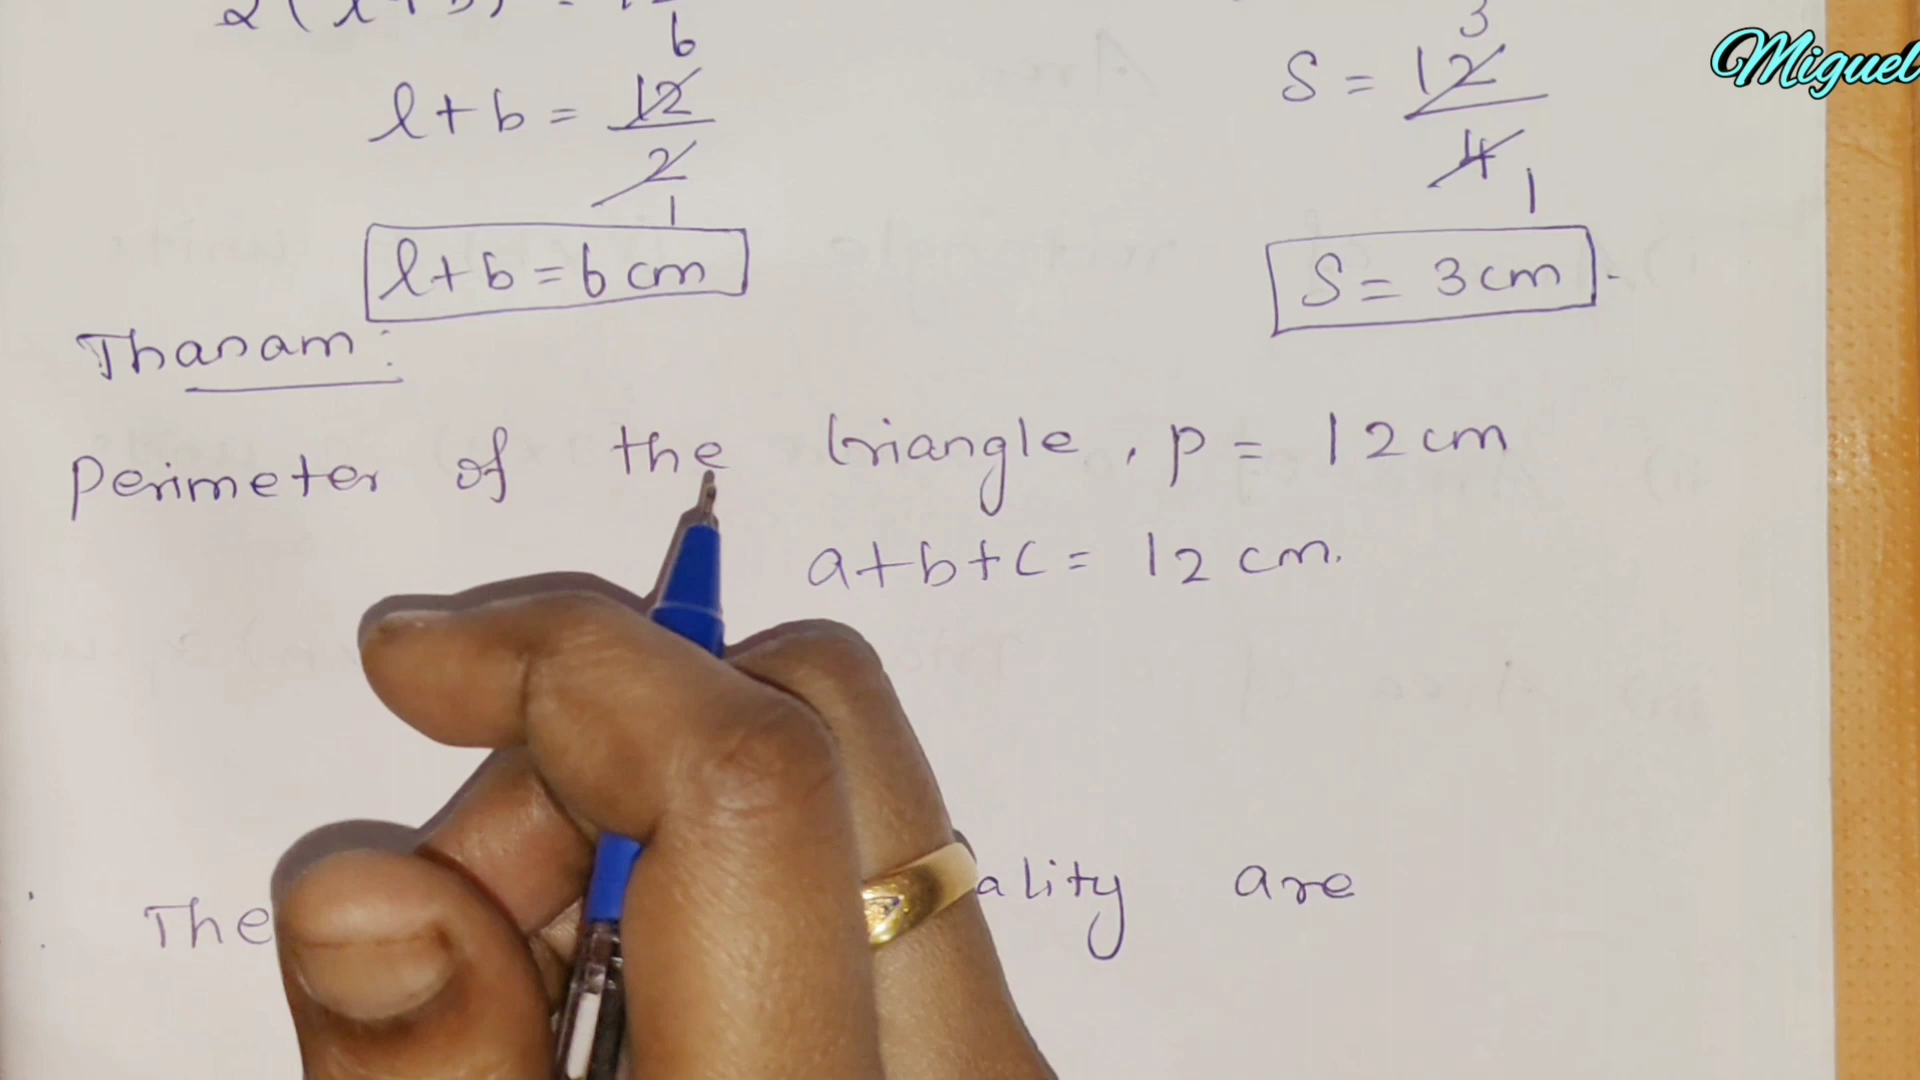 Miguel
l+b = 12/2
6
1
l+b = 6 cm
3
S = 12/4
1
S = 3 cm.
Thanam:
Perimeter of the triangle, p = 12 cm
a+b+c = 12 cm.
The ality are